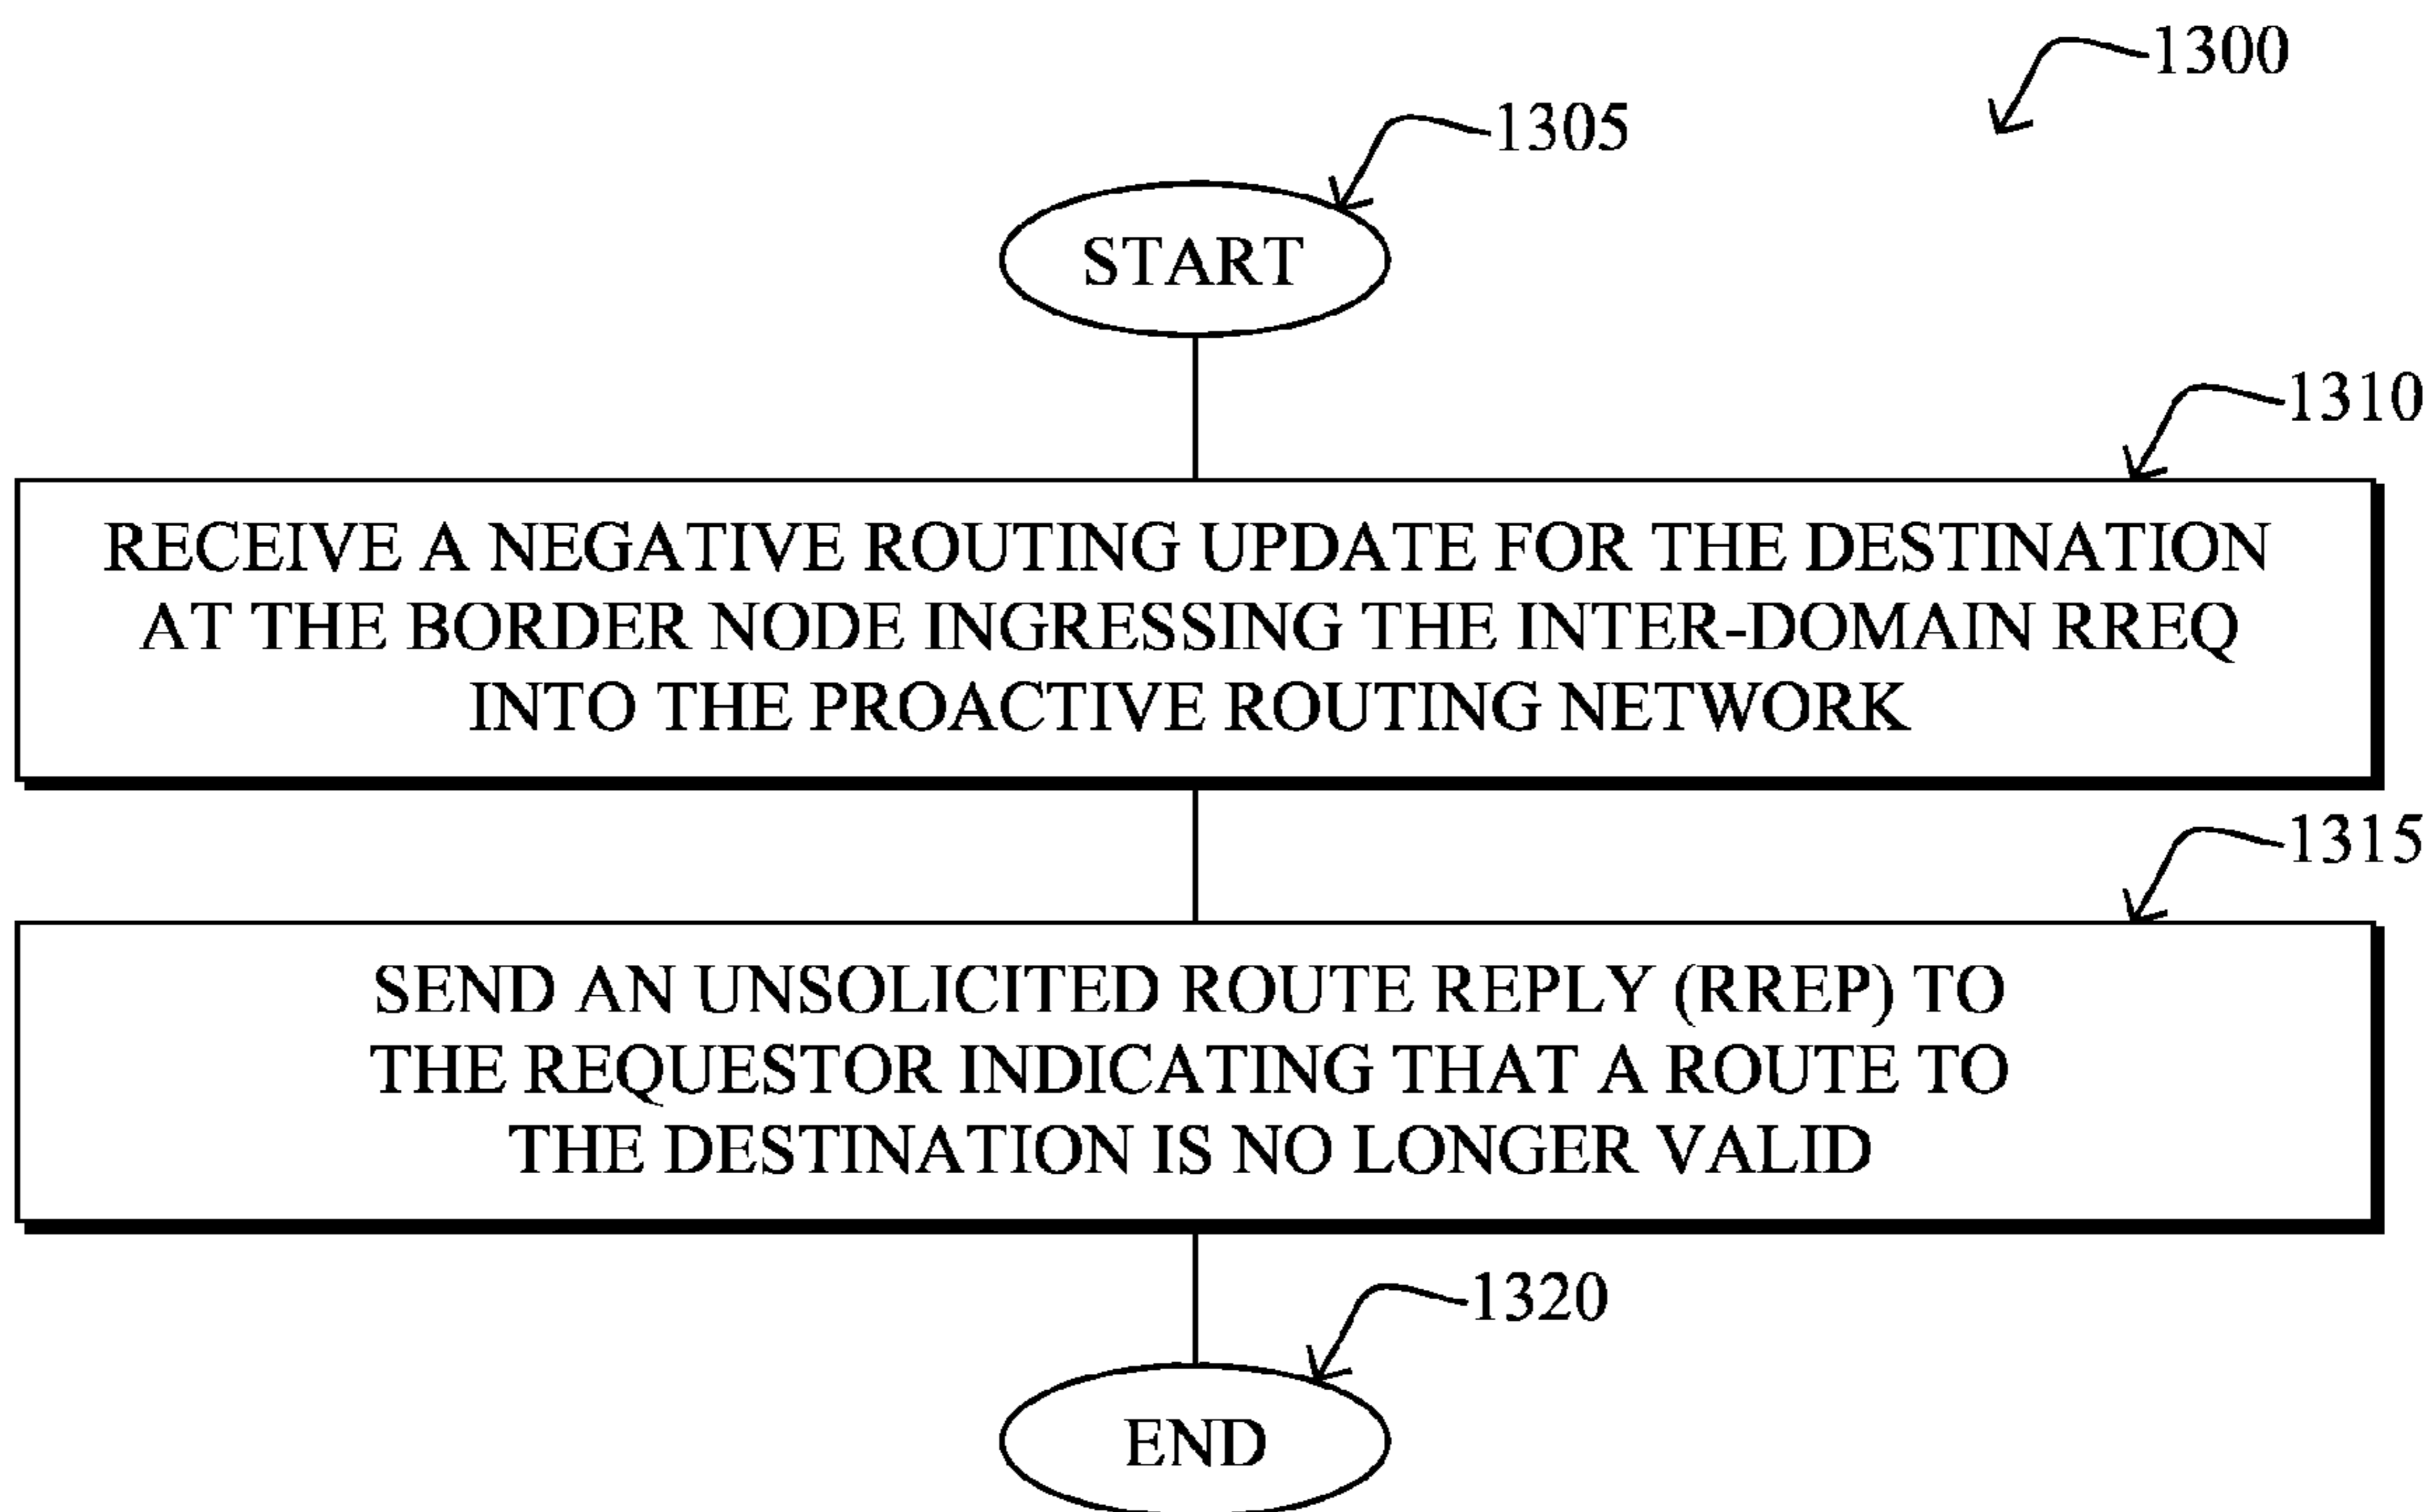 1300
1305
START
1310
RECEIVE A NEGATIVE ROUTING UPDATE FOR THE DESTINATION
AT THE BORDER NODE INGRESSING THE INTER-DOMAIN RREQ
INTO THE PROACTIVE ROUTING NETWORK
1315
SEND AN UNSOLICITED ROUTE REPLY (RREP) TO
THE REQUESTOR INDICATING THAT A ROUTE TO
THE DESTINATION IS NO LONGER VALID
1320
END